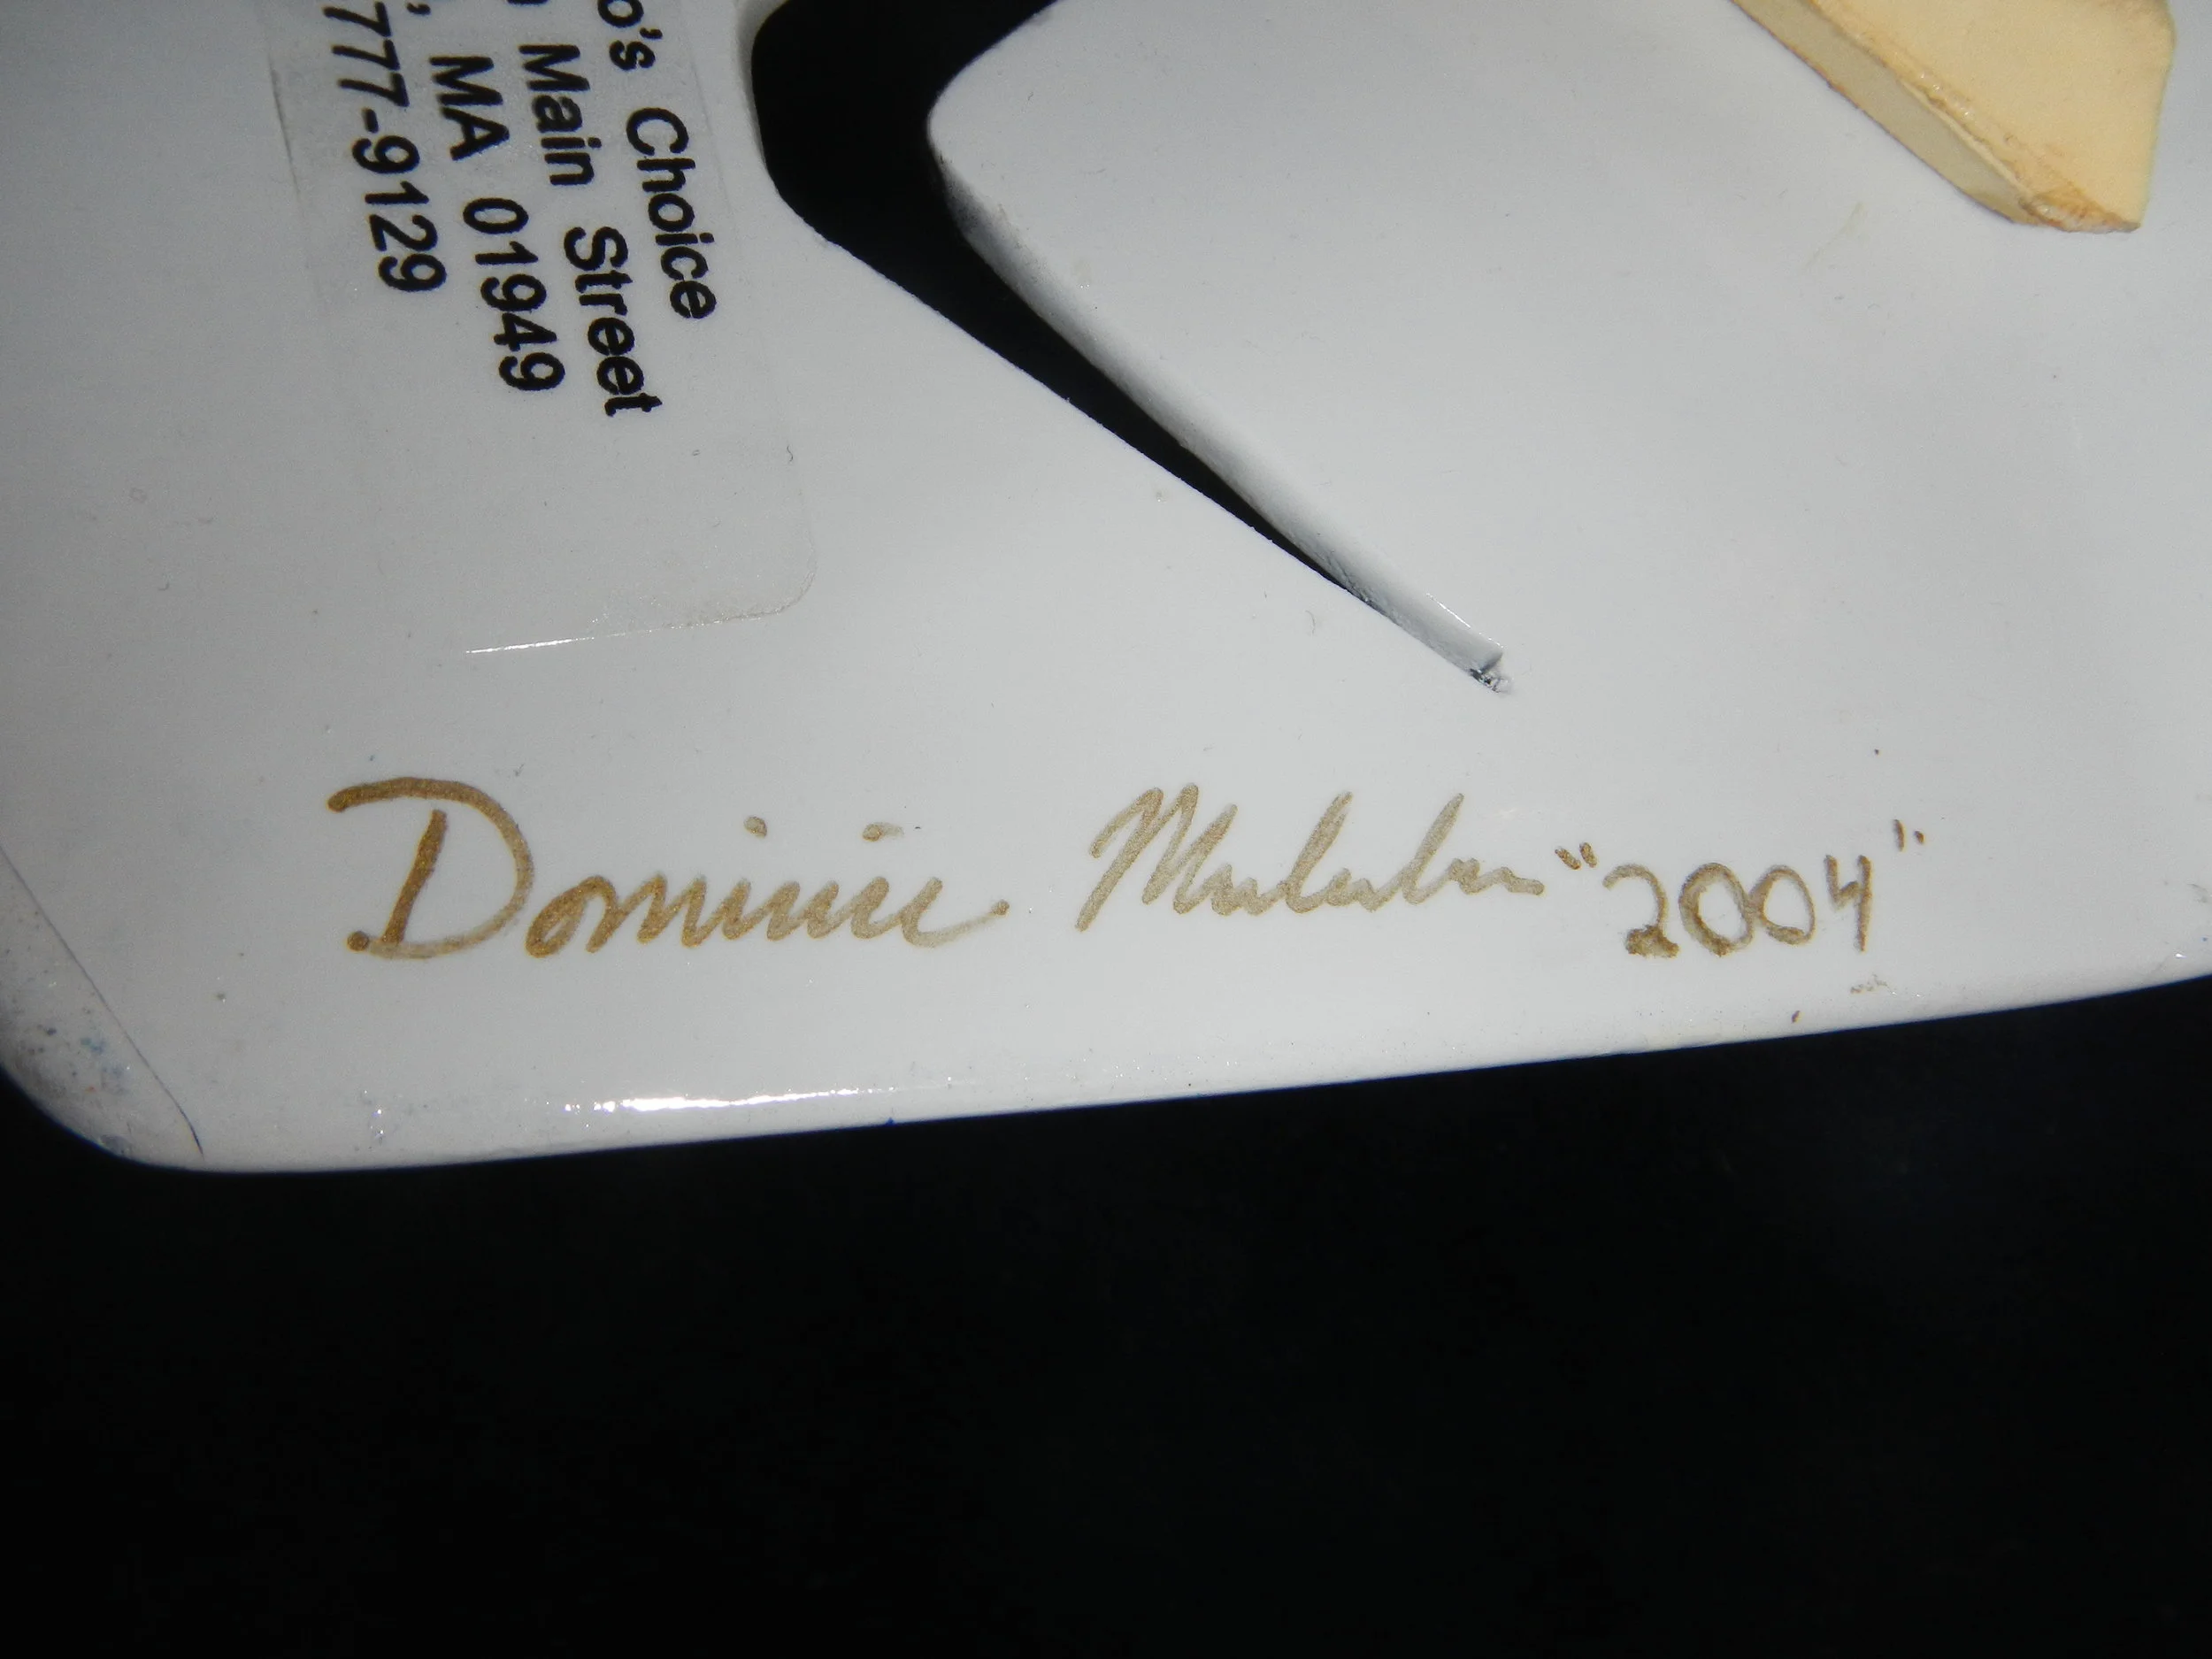 o's Choice
Main Street
, MA 01949
777-9129
Dominic "2004"